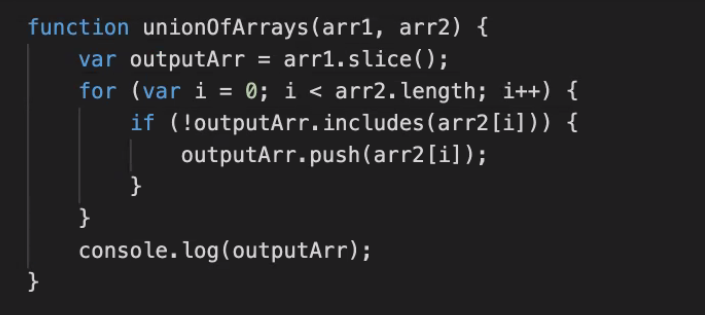 function unionOfArrays(arr1, arr2) {
    var outputArr = arr1.slice();
    for (var i = 0; i < arr2.length; i++) {
        if (!outputArr.includes(arr2[i])) {
            outputArr.push(arr2[i]);
        }
    }
    console.log(outputArr);
}